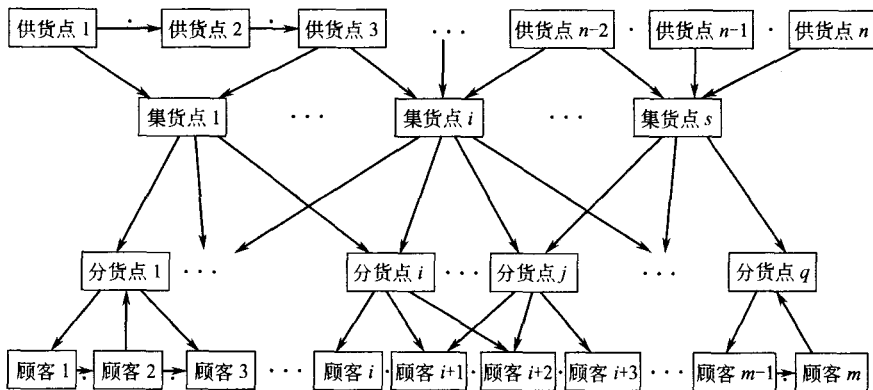 供货点 1 供货点 2 供货点 3 ··· 供货点 n-2 · 供货点 n-1 · 供货点 n
集货点 1 ··· 集货点 i ··· 集货点 s
分货点 1 ··· 分货点 i ··· 分货点 j ··· 分货点 q
顾客 1 顾客 2 顾客 3 ··· 顾客 i · 顾客 i+1 · 顾客 i+2 · 顾客 i+3 ··· 顾客 m-1 顾客 m